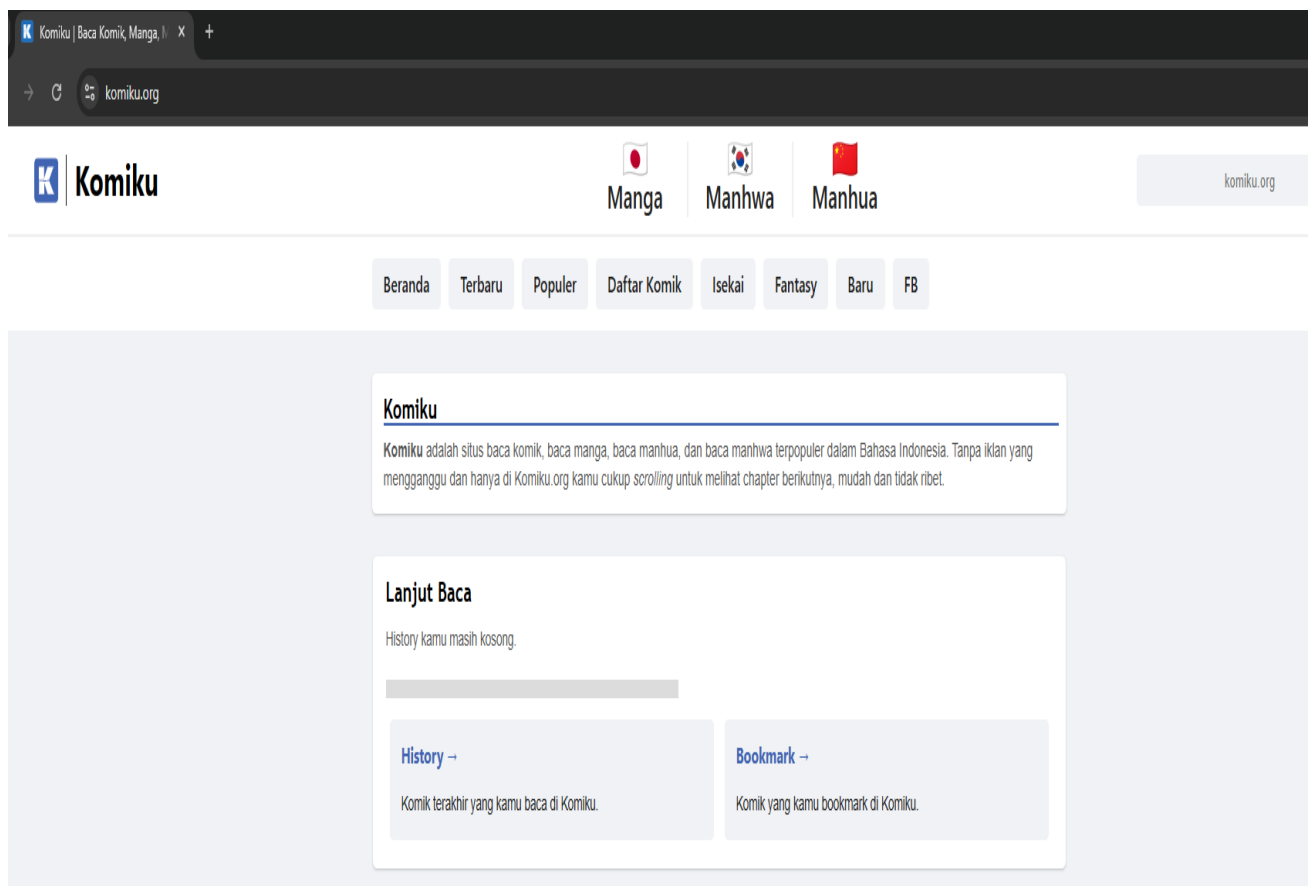 Komiku | Baca Komik, Manga,
komiku.org
K Komiku
Manga Manhwa Manhua
komiku.org
Beranda Terbaru Populer Daftar Komik Isekai Fantasy Baru FB
Komiku
Komiku adalah situs baca komik, baca manga, baca manhua, dan baca manhwa terpopuler dalam Bahasa Indonesia. Tanpa iklan yang
mengganggu dan hanya di Komiku.org kamu cukup scrolling untuk melihat chapter berikutnya, mudah dan tidak ribet.
Lanjut Baca
History kamu masih kosong.
History →
Komik terakhir yang kamu baca di Komiku.
Bookmark →
Komik yang kamu bookmark di Komiku.